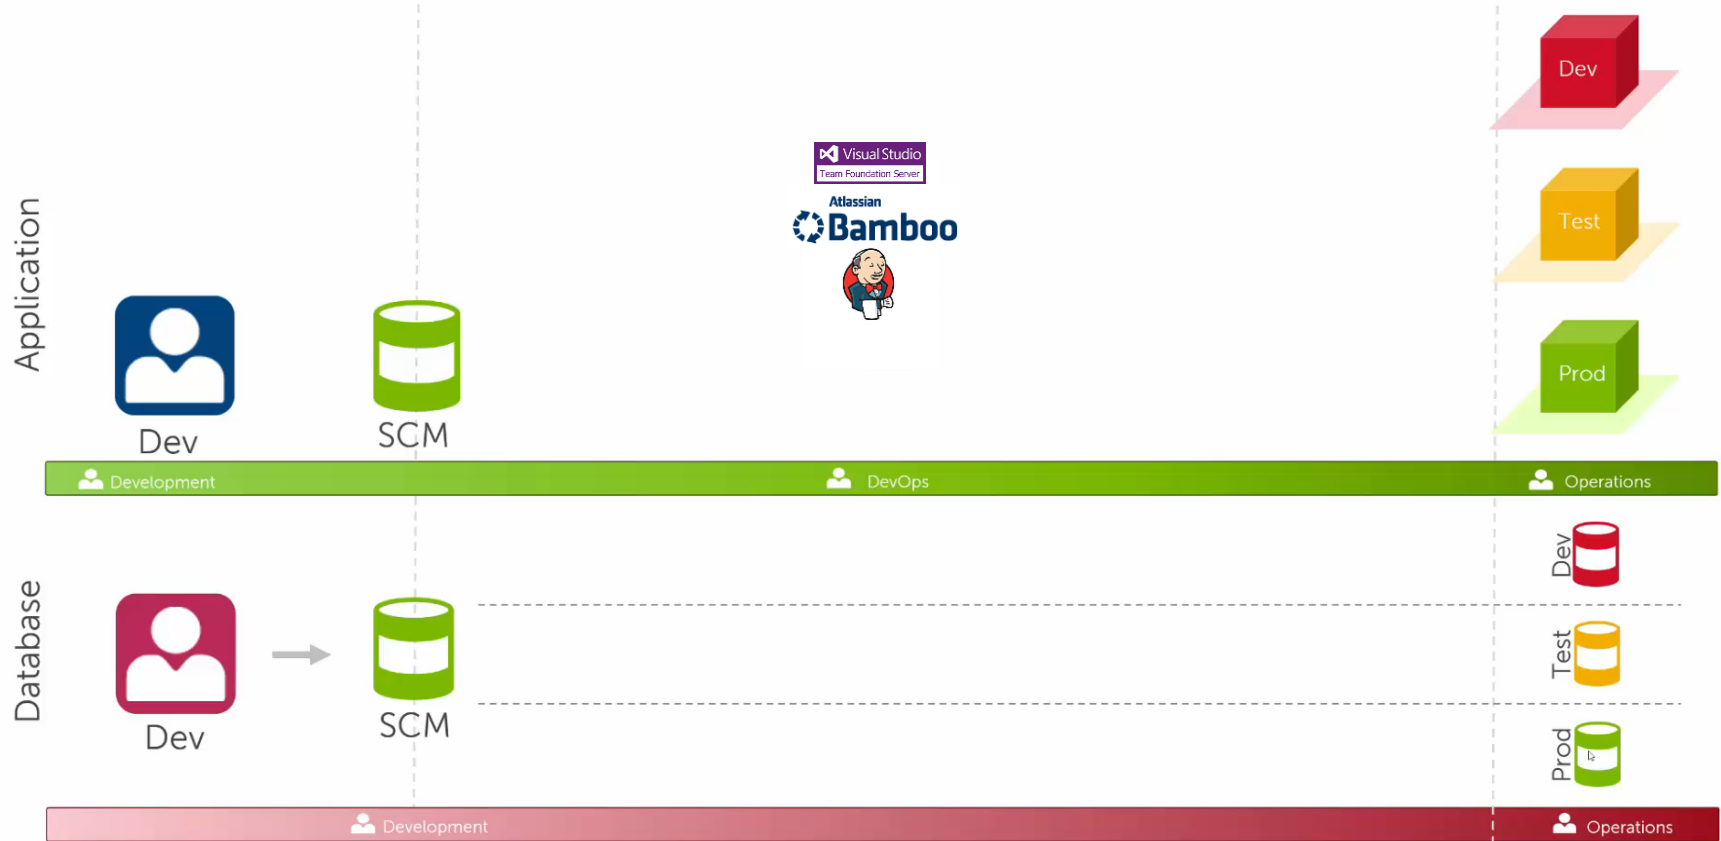 Application
Dev
SCM
Visual Studio
Team Foundation Server
Atlassian
Bamboo
Dev
Test
Prod
Development
DevOps
Operations
Database
Dev
SCM
Dev
Test
Prod
Development
Operations